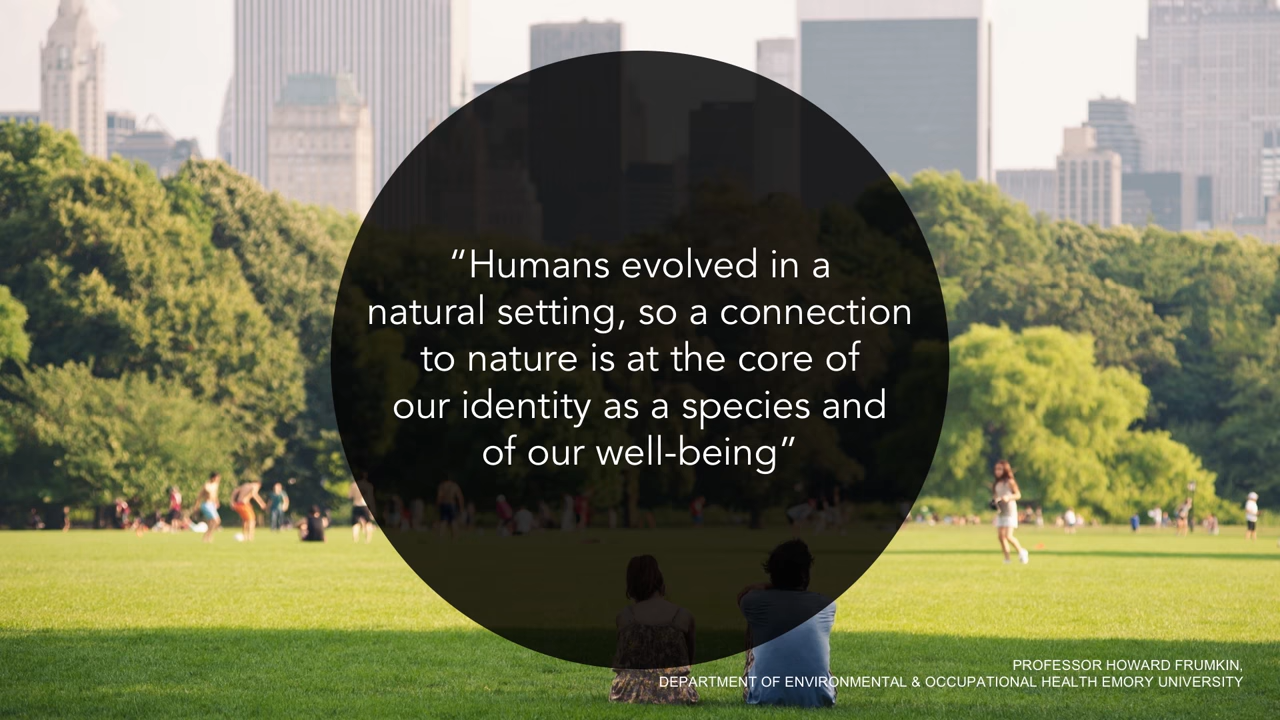 “Humans evolved in a
natural setting, so a connection
to nature is at the core of
our identity as a species and
of our well-being”
PROFESSOR HOWARD FRUMKIN,
DEPARTMENT OF ENVIRONMENTAL & OCCUPATIONAL HEALTH EMORY UNIVERSITY